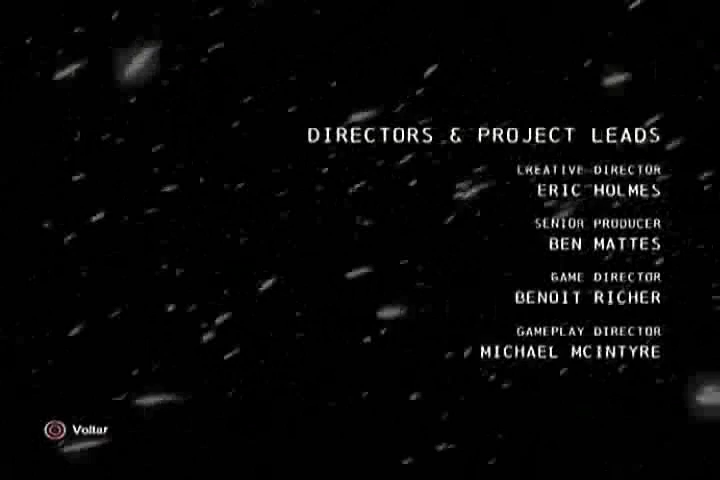 DIRECTORS & PROJECT LEADS
CREATIVE DIRECTOR
ERIC HOLMES
SENIOR PRODUCER
BEN MATTES
GAME DIRECTOR
BENOIT RICHER
GAMEPLAY DIRECTOR
MICHAEL MCINTYRE
Voltar